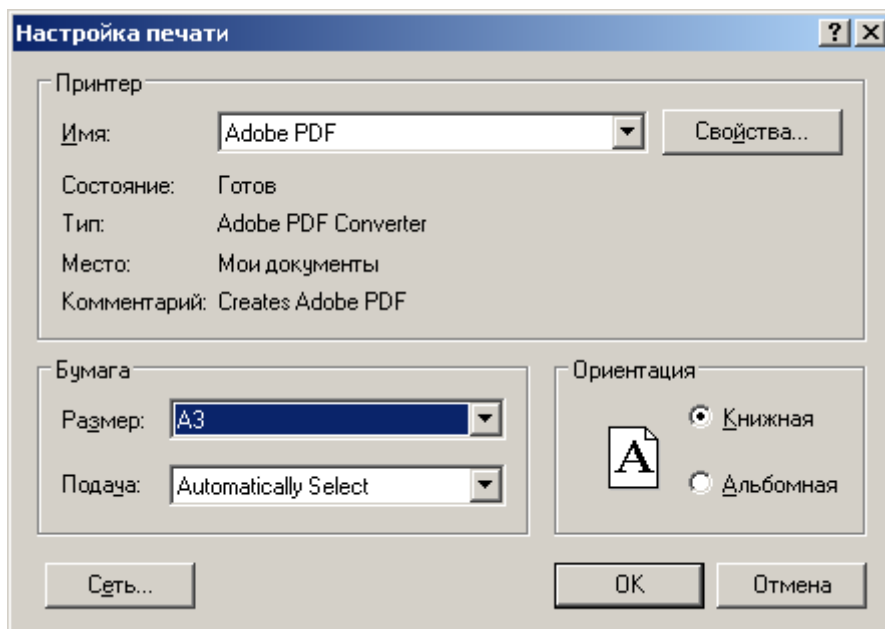 Настройка печати
Принтер
Имя: Adobe PDF Свойства...
Состояние: Готов
Тип: Adobe PDF Converter
Место: Мои документы
Комментарий: Creates Adobe PDF
Бумага
Размер: A3
Подача: Automatically Select
Ориентация
A
Книжная
Альбомная
Сеть... OK Отмена